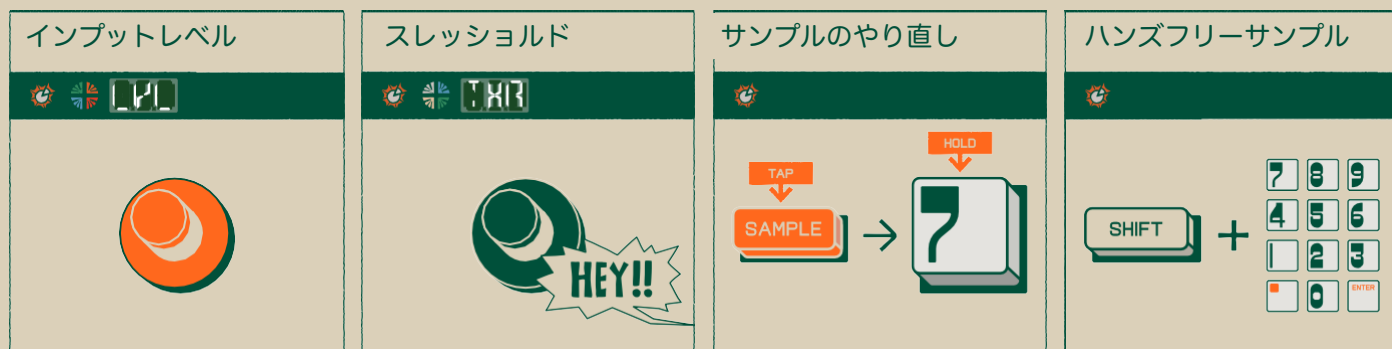 インプットレベル
LVL
スレッショルド
THR
HEY!!
サンプルのやり直し
TAP
SAMPLE
HOLD
7
ハンズフリーサンプル
SHIFT
+
7 8 9
4 5 6
1 2 3
0 ENTER